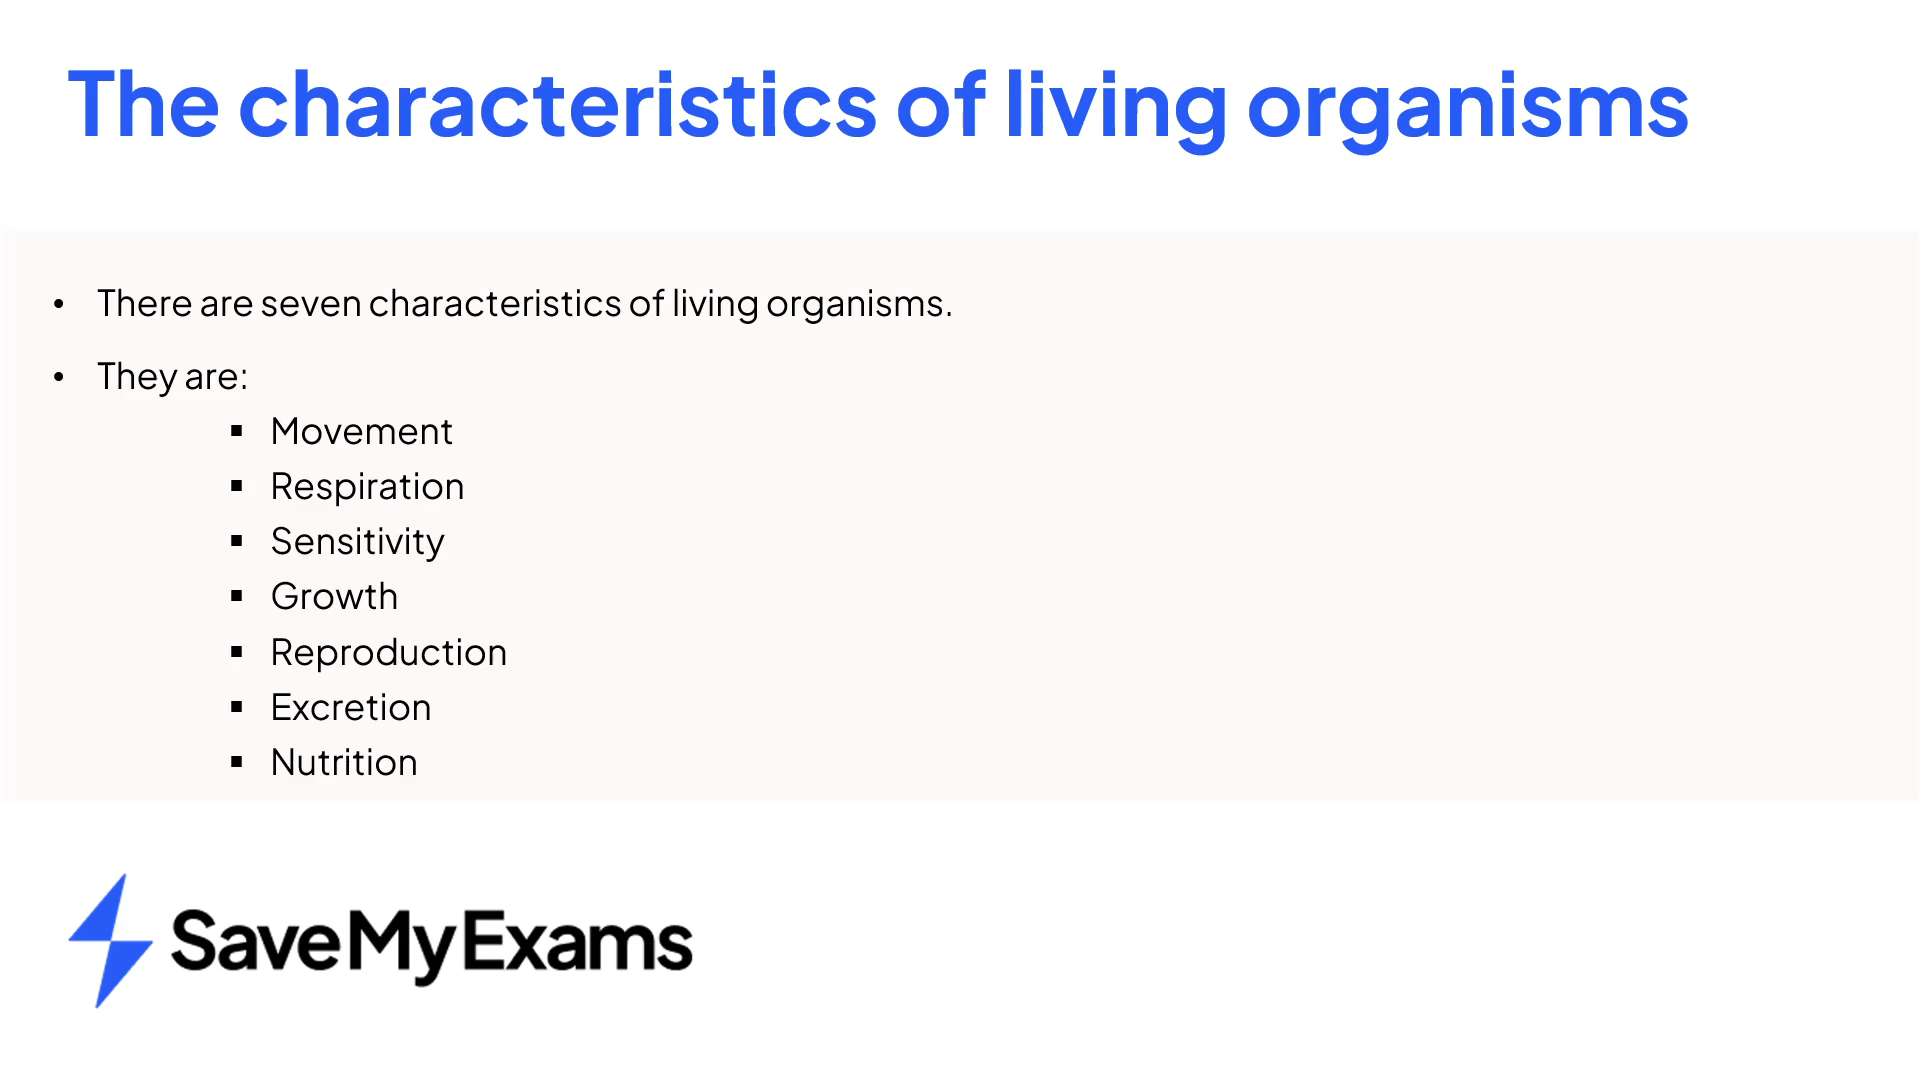 The characteristics of living organisms
• There are seven characteristics of living organisms.
• They are:
▪ Movement
▪ Respiration
▪ Sensitivity
▪ Growth
▪ Reproduction
▪ Excretion
▪ Nutrition
SaveMyExams